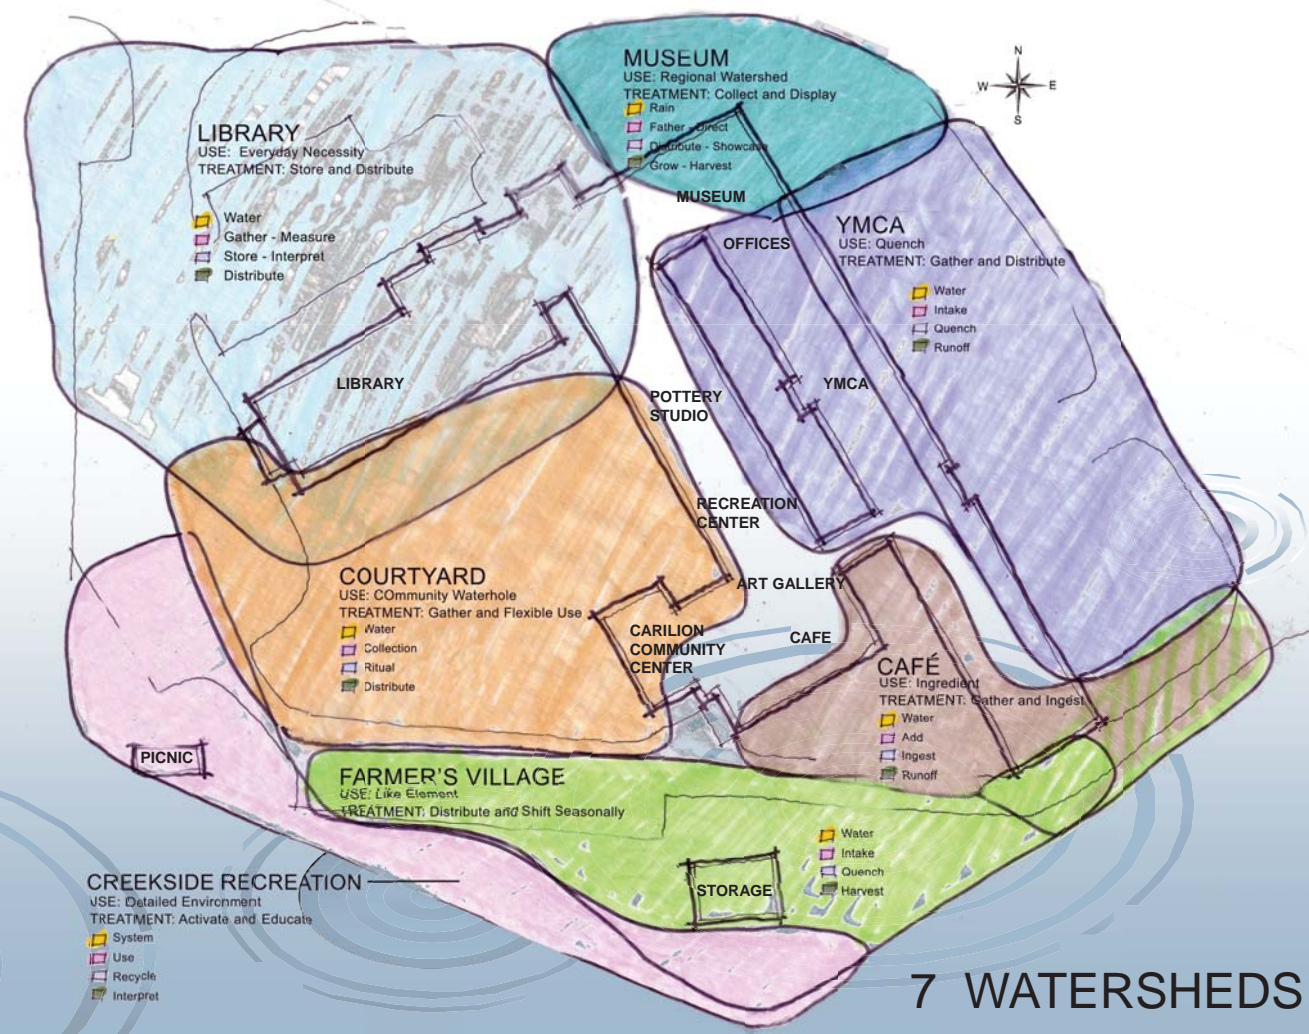 MUSEUM
USE: Regional Watershed
TREATMENT: Collect and Display
Rain
Father - Direct
Distribute - Showcase
Grow - Harvest
MUSEUM
N
W
E
S
LIBRARY
USE: Everyday Necessity
TREATMENT: Store and Distribute
Water
Gather - Measure
Store - Interpret
Distribute
LIBRARY
OFFICES
YMCA
USE: Quench
TREATMENT: Gather and Distribute
Water
Intake
Quench
Runoff
YMCA
POTTERY
STUDIO
RECREATION
CENTER
ART GALLERY
COURTYARD
USE: COmmunity Waterhole
TREATMENT: Gather and Flexible Use
Water
Collection
Ritual
Distribute
CARILION
COMMUNITY
CENTER
CAFE
CAFÉ
USE: Ingredient
TREATMENT: Gather and Ingest
Water
Add
Ingest
Runoff
PICNIC
FARMER'S VILLAGE
USE: Like Element
TREATMENT: Distribute and Shift Seasonally
Water
Intake
Quench
Harvest
STORAGE
CREEKSIDE RECREATION
USE: Detailed Environment
TREATMENT: Activate and Educate
System
Use
Recycle
Interpret
7 WATERSHEDS